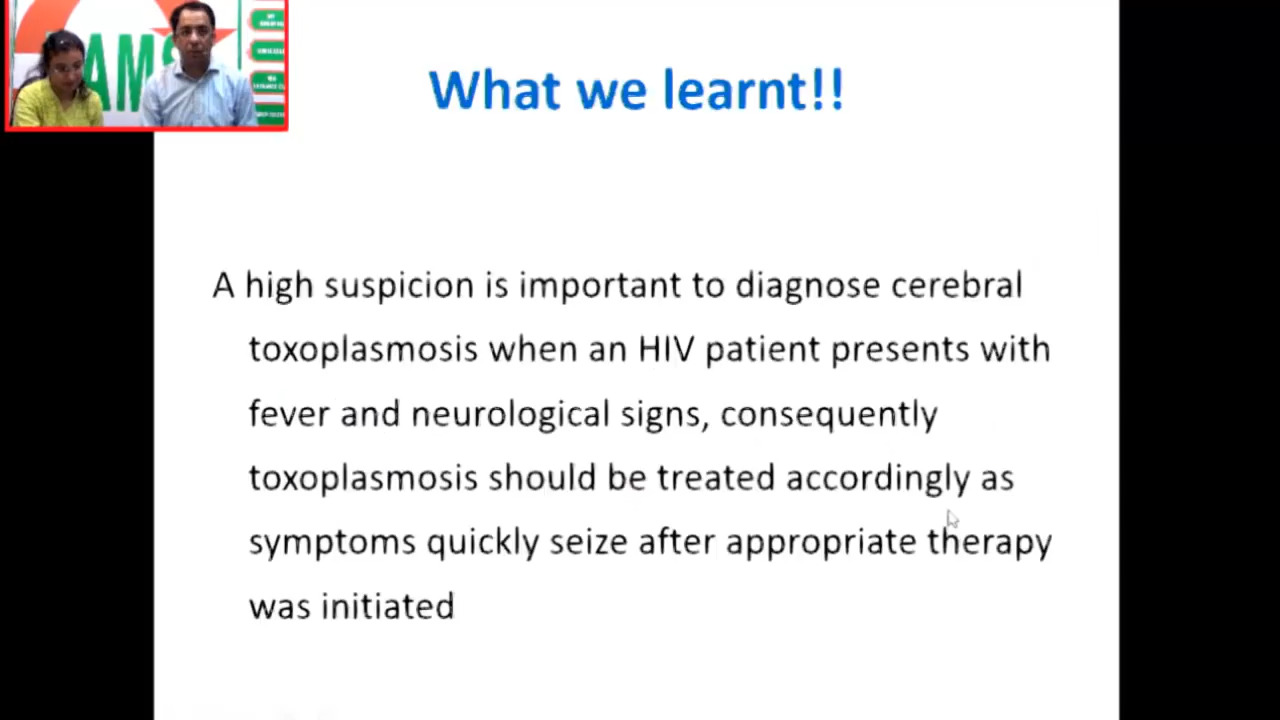 AMS
What we learnt!!
A high suspicion is important to diagnose cerebral
toxoplasmosis when an HIV patient presents with
fever and neurological signs, consequently
toxoplasmosis should be treated accordingly as
symptoms quickly seize after appropriate therapy
was initiated